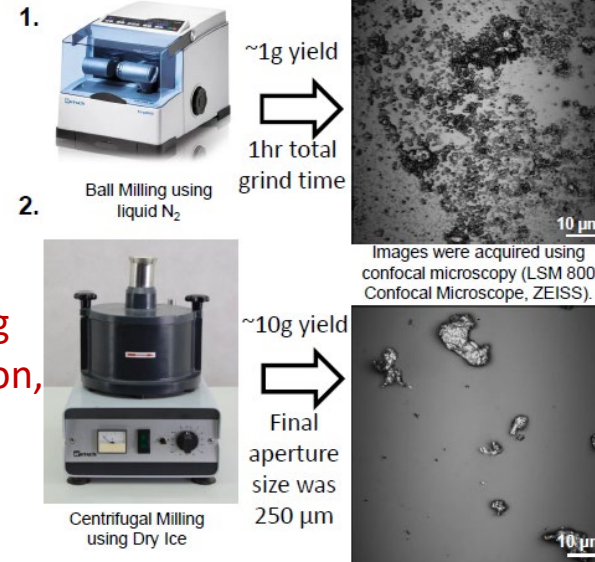 1.
~1g yield
1hr total
grind time
Ball Milling using
liquid N₂
10 µm
Images were acquired using
confocal microscopy (LSM 800
Confocal Microscope, ZEISS).
2.
~10g yield
Final
aperture
size was
250 µm
Centrifugal Milling
using Dry Ice
10 µm